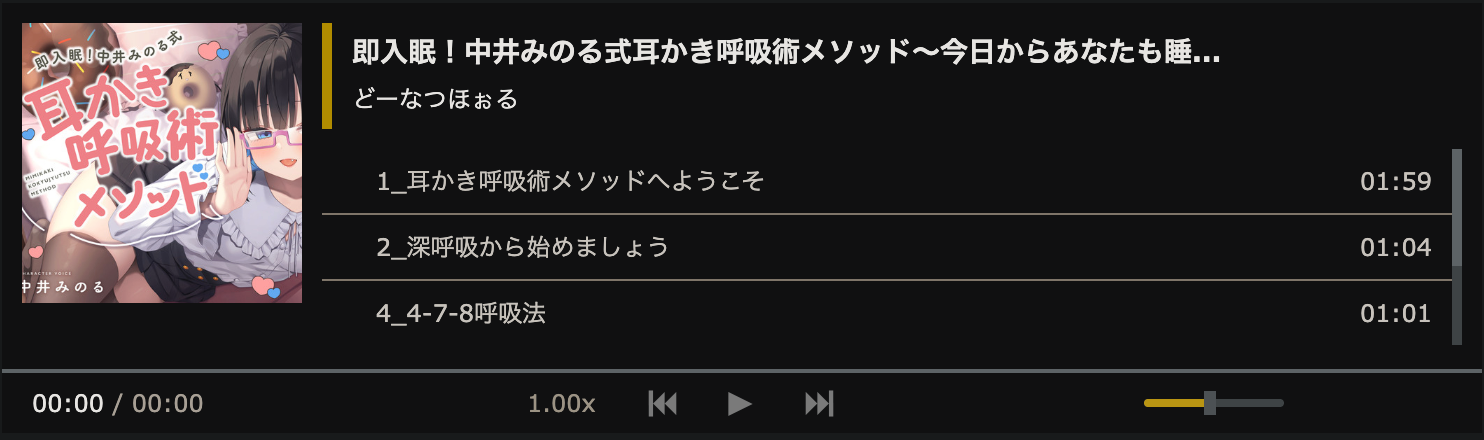 即入眠！中井みのる式
耳かき
呼吸術
メソッド
MIMIKAKI
KOKYUJYUTSU
METHOD
CHARACTER VOICE
中井みのる
即入眠！中井みのる式耳かき呼吸術メソッド～今日からあなたも睡...
どーなつほぉる
1_耳かき呼吸術メソッドへようこそ 01:59
2_深呼吸から始めましょう 01:04
4_4-7-8呼吸法 01:01
00:00 / 00:00 1.00x